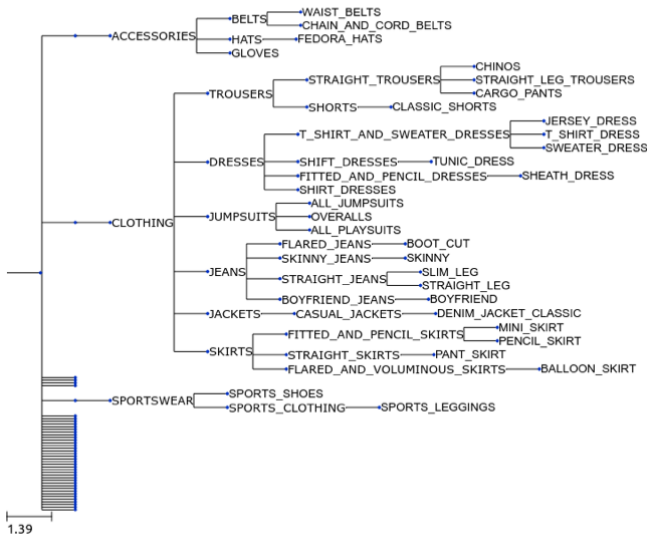 WAIST_BELTS
BELTS
CHAIN_AND_CORD_BELTS
ACCESSORIES
HATS FEDORA_HATS
GLOVES
CHINOS
STRAIGHT_TROUSERS STRAIGHT_LEG_TROUSERS
TROUSERS
CARGO_PANTS
SHORTS CLASSIC_SHORTS
JERSEY_DRESS
T_SHIRT_AND_SWEATER_DRESSES T_SHIRT_DRESS
SWEATER_DRESS
DRESSES
SHIFT_DRESSES TUNIC_DRESS
FITTED_AND_PENCIL_DRESSES SHEATH_DRESS
SHIRT_DRESSES
ALL_JUMPSUITS
CLOTHING
JUMPSUITS OVERALLS
ALL_PLAYSUITS
FLARED_JEANS BOOT_CUT
SKINNY_JEANS SKINNY
JEANS
SLIM_LEG
STRAIGHT_JEANS
STRAIGHT_LEG
BOYFRIEND_JEANS BOYFRIEND
JACKETS CASUAL_JACKETS DENIM_JACKET_CLASSIC
MINI_SKIRT
FITTED_AND_PENCIL_SKIRTS
PENCIL_SKIRT
SKIRTS
STRAIGHT_SKIRTS PANT_SKIRT
FLARED_AND_VOLUMINOUS_SKIRTS BALLOON_SKIRT
SPORTS_SHOES
SPORTSWEAR
SPORTS_CLOTHING SPORTS_LEGGINGS
1.39